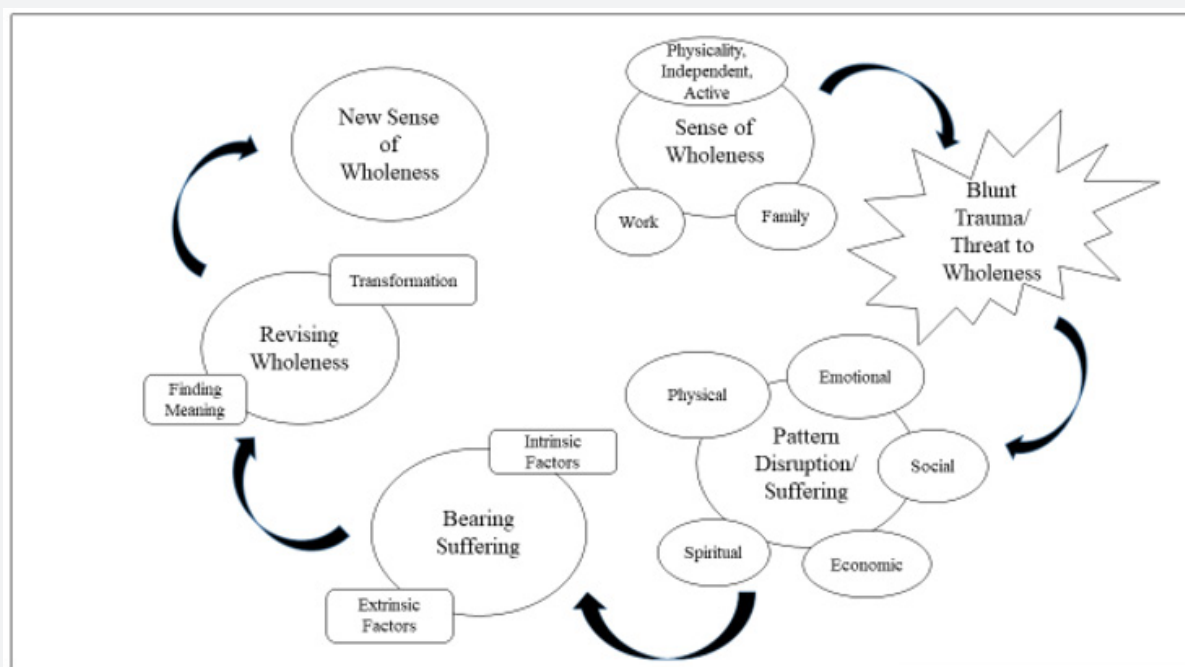 Physicality,
Independent,
Active
Sense of
Wholeness
Work
Family
Blunt
Trauma/
Threat to
Wholeness
Physical
Emotional
Social
Economic
Spiritual
Pattern
Disruption/
Suffering
Intrinsic
Factors
Bearing
Suffering
Extrinsic
Factors
Transformation
Revising
Wholeness
Finding
Meaning
New Sense
of
Wholeness